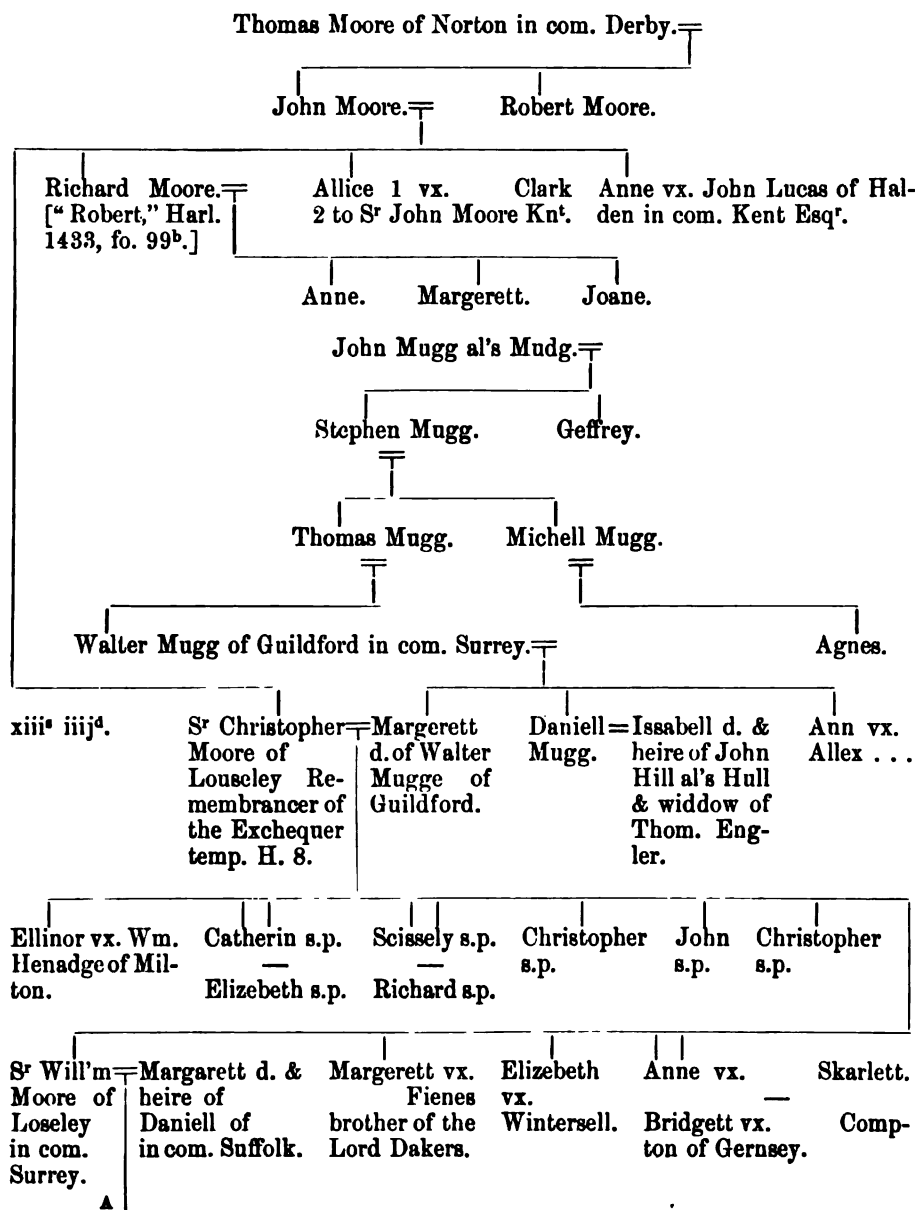 Thomas Moore of Norton in com. Derby.
John Moore. Robert Moore.
Richard Moore. Allice 1 vx. Clark Anne vx. John Lucas of Hal-
[“ Robert,” Harl. 2 to Sʳ John Moore Knᵗ. den in com. Kent Esqʳ.
1433, fo. 99ᵇ.]
Anne. Margerett. Joane.
John Mugg al's Mudg.
Stephen Mugg. Geffrey.
Thomas Mugg. Michell Mugg.
Walter Mugg of Guildford in com. Surrey. Agnes.
xiiiˢ iiijᵈ. Sʳ Christopher Margerett Daniell = Issabell d. & Ann vx.
Moore of d. of Walter Mugg. heire of John Allex . . .
Louseley Re- Mugge of Hill al's Hull
membrancer of Guildford. & widdow of
the Exchequer Thom. Eng-
temp. H. 8. ler.
Ellinor vx. Wm. Catherin s.p. Scissely s.p. Christopher John Christopher
Henadge of Mil- — — s.p. s.p. s.p.
ton. Elizebeth s.p. Richard s.p.
Sʳ Will'm Margarett d. & Margerett vx. Elizebeth Anne vx. Skarlett.
Moore of heire of Fienes vx. —
Loseley Daniell of brother of the Wintersell. Bridgett vx. Comp-
in com. in com. Suffolk. Lord Dakers. ton of Gernsey.
Surrey.
A